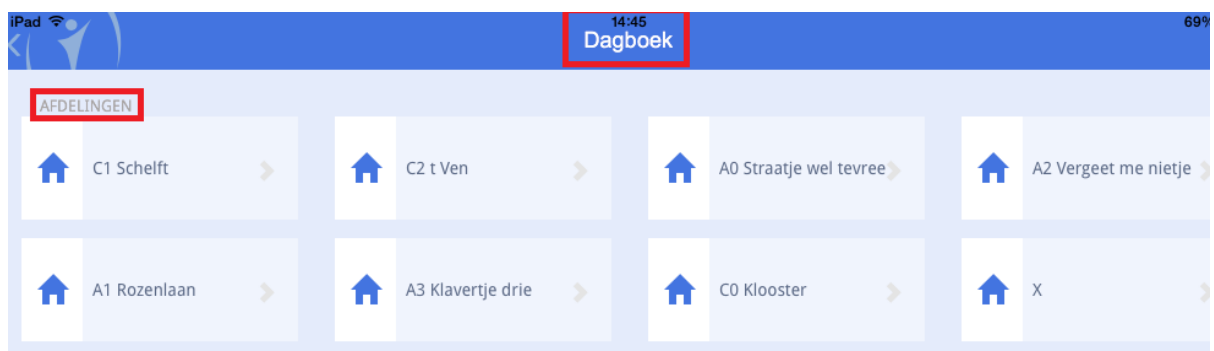 iPad 14:45 69%
Dagboek
AFDELINGEN
C1 Schelft C2 t Ven A0 Straatje wel tevree A2 Vergeet me nietje
A1 Rozenlaan A3 Klavertje drie C0 Klooster X